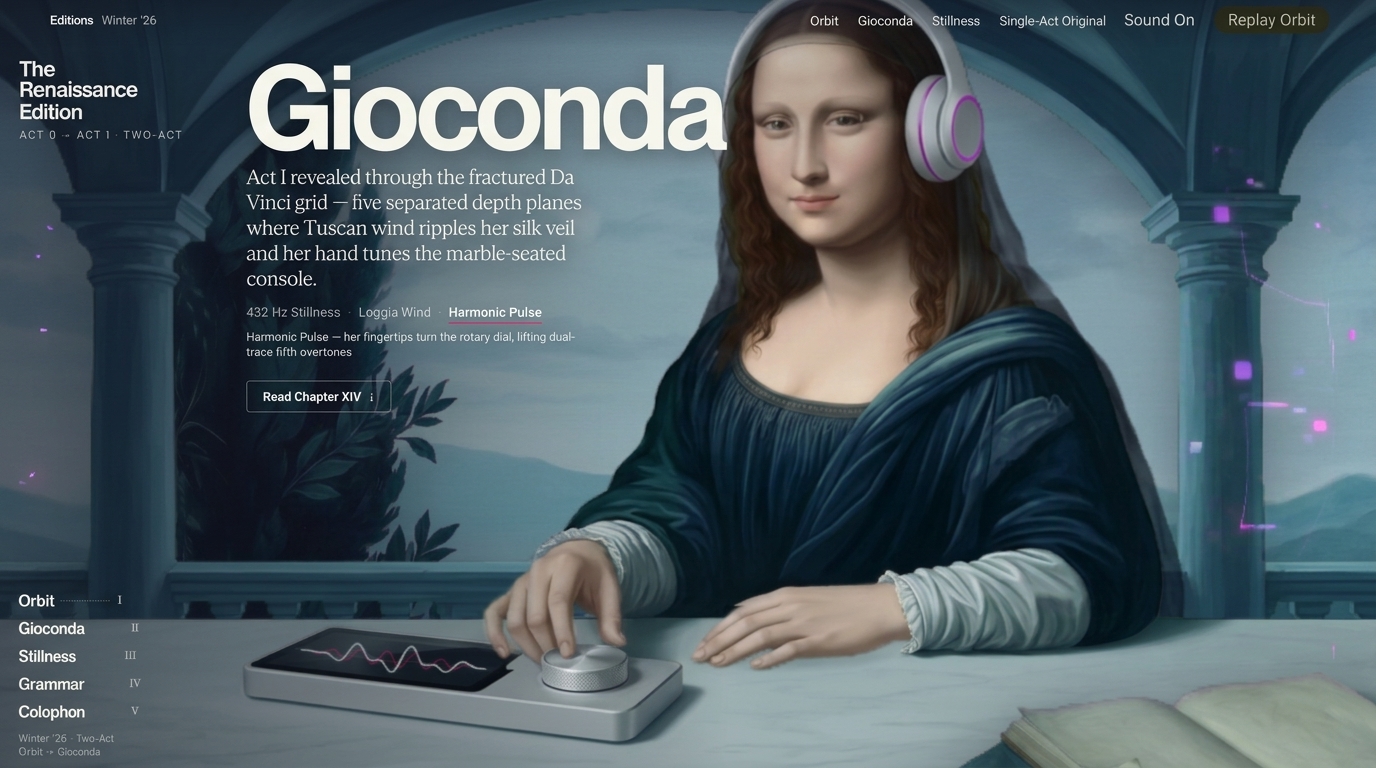 Editions Winter '26
Orbit Gioconda Stillness Single-Act Original Sound On Replay Orbit
The
Renaissance
Edition
ACT 0 → ACT 1 · TWO-ACT
Gioconda
Act I revealed through the fractured Da
Vinci grid — five separated depth planes
where Tuscan wind ripples her silk veil
and her hand tunes the marble-seated
console.
432 Hz Stillness · Loggia Wind · Harmonic Pulse
Harmonic Pulse — her fingertips turn the rotary dial, lifting dual-
trace fifth overtones
Read Chapter XIV i
Orbit I
Gioconda II
Stillness III
Grammar IV
Colophon V
Winter '26 · Two-Act
Orbit → Gioconda